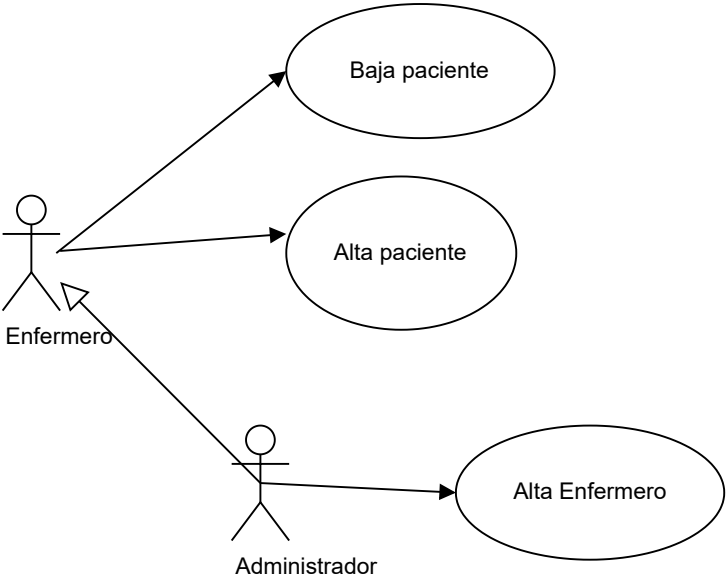 Baja paciente
Alta paciente
Enfermero
Alta Enfermero
Administrador